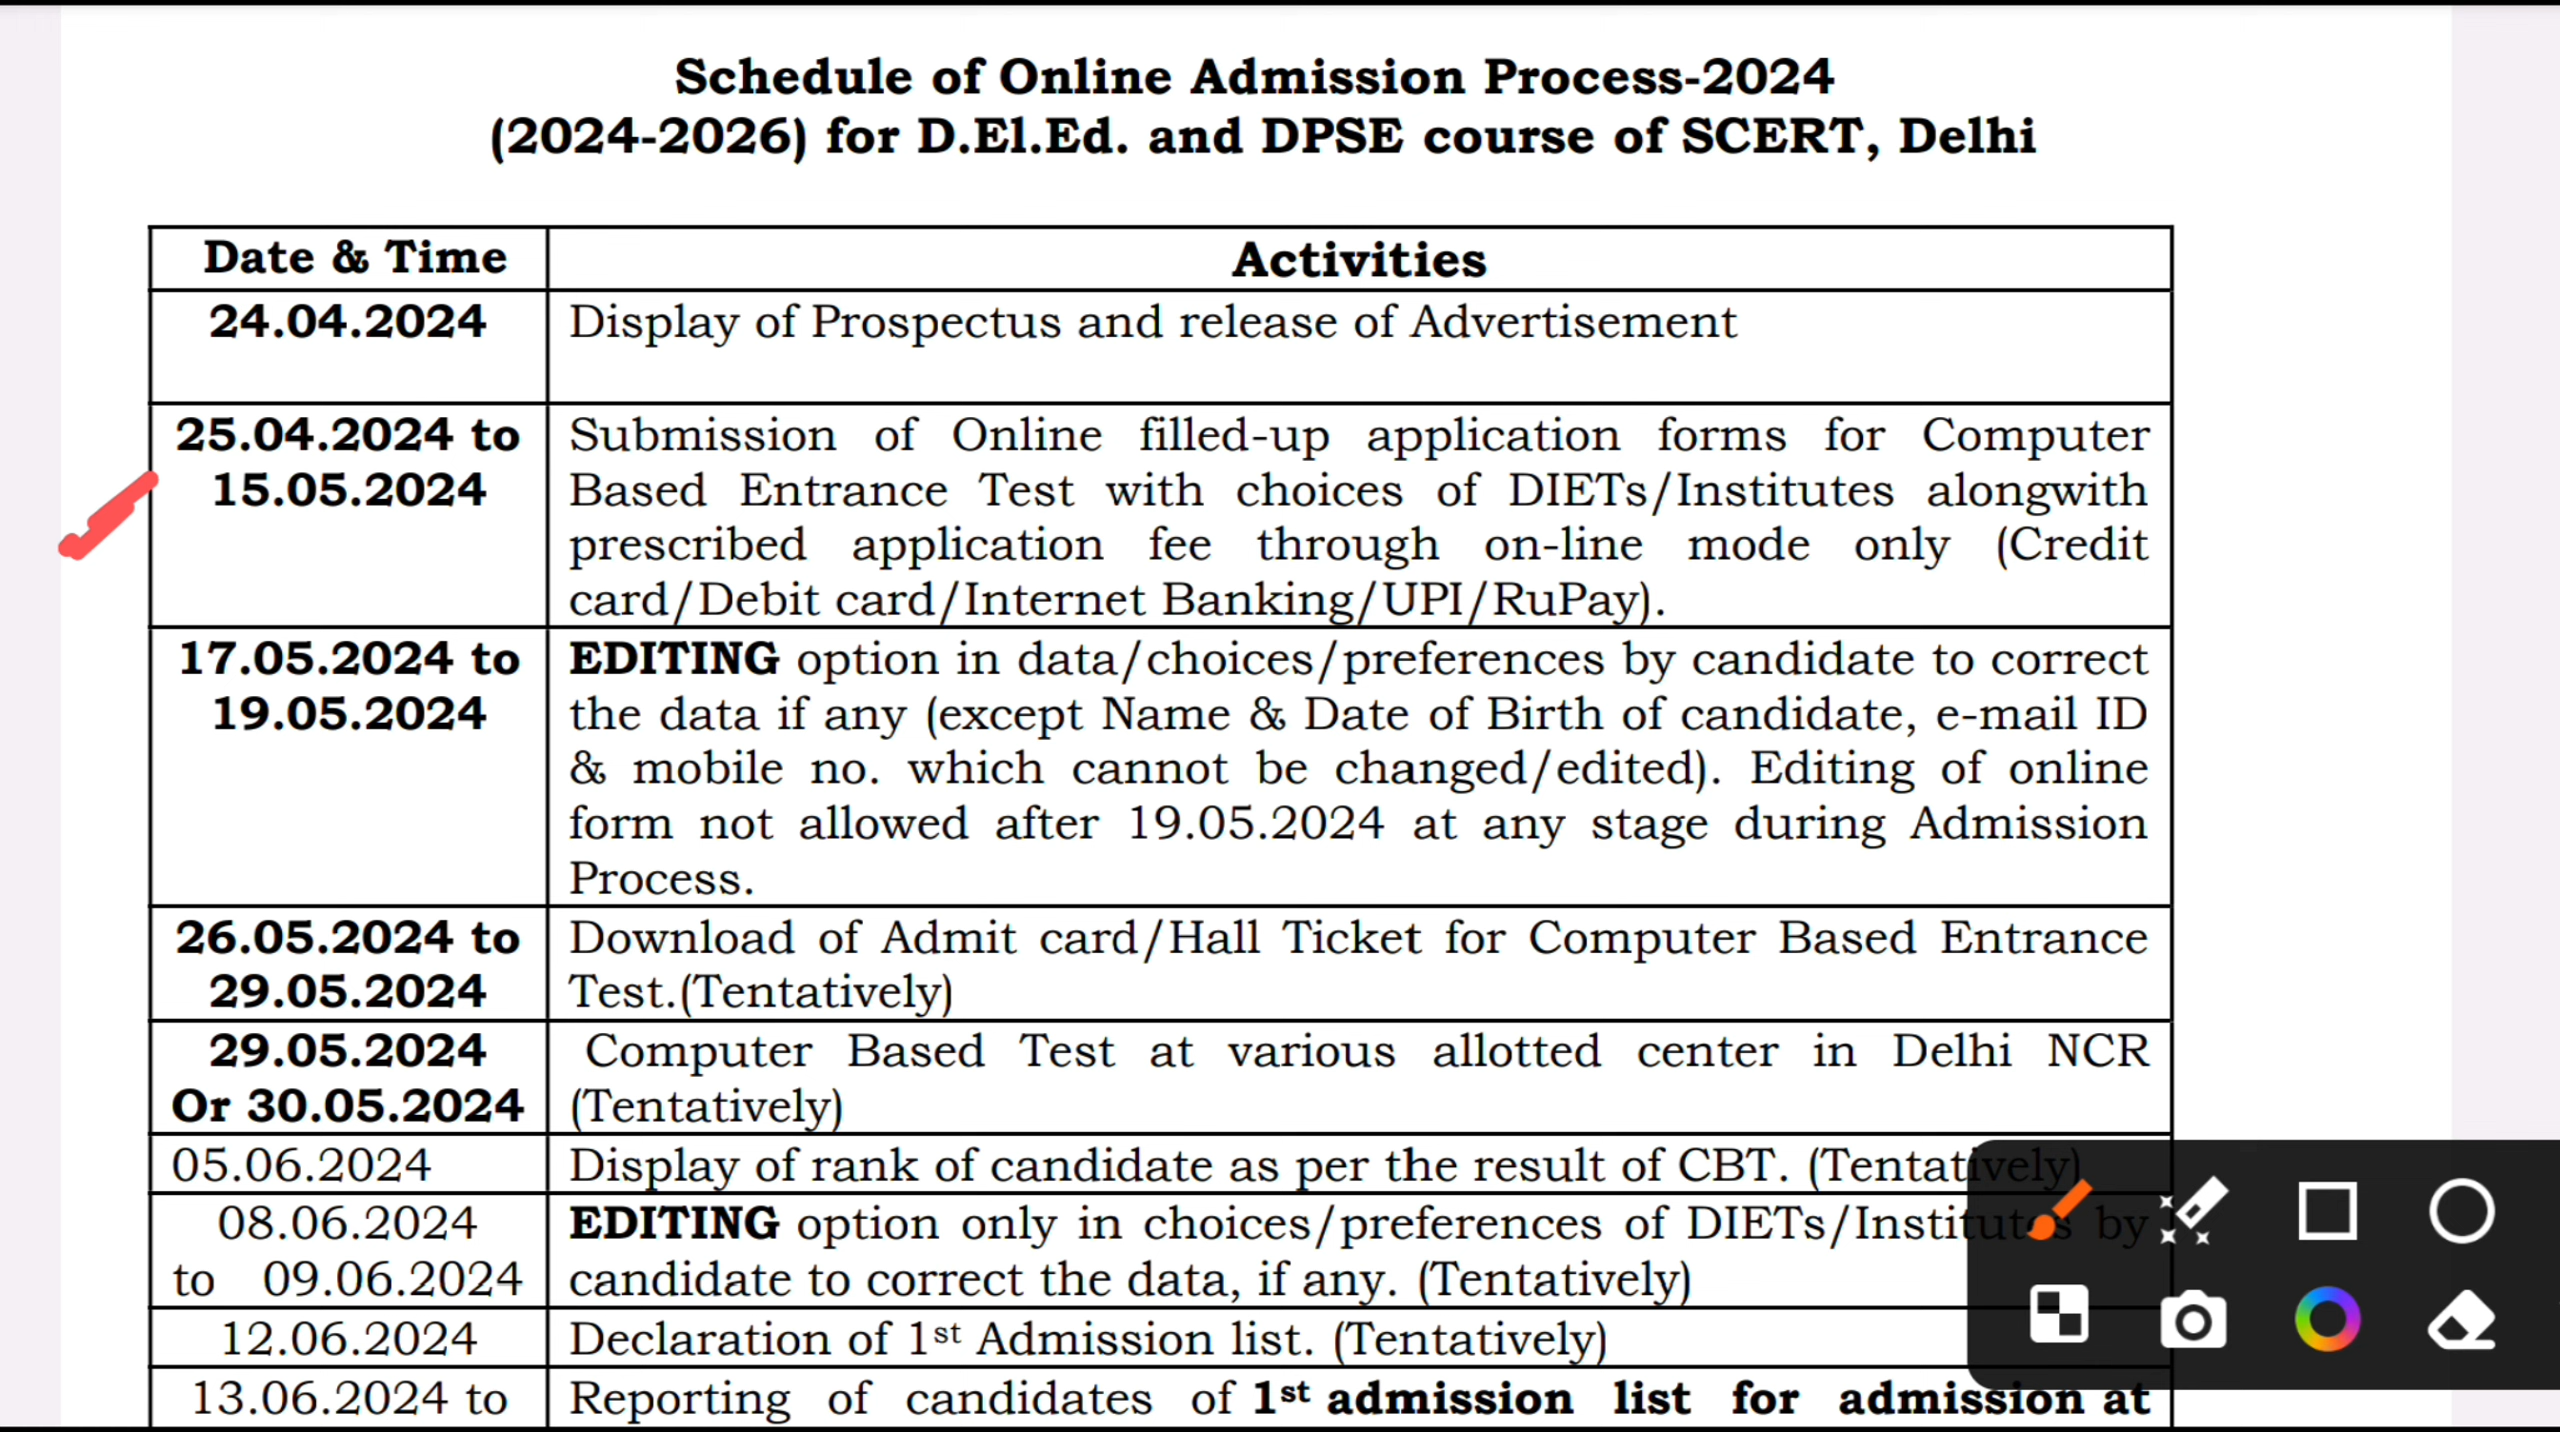 Schedule of Online Admission Process-2024
(2024-2026) for D.El.Ed. and DPSE course of SCERT, Delhi
Date & Time
Activities
24.04.2024
Display of Prospectus and release of Advertisement
25.04.2024 to
15.05.2024
Submission of Online filled-up application forms for Computer
Based Entrance Test with choices of DIETs/Institutes alongwith
prescribed application fee through on-line mode only (Credit
card/Debit card/Internet Banking/UPI/RuPay).
17.05.2024 to
19.05.2024
EDITING option in data/choices/preferences by candidate to correct
the data if any (except Name & Date of Birth of candidate, e-mail ID
& mobile no. which cannot be changed/edited). Editing of online
form not allowed after 19.05.2024 at any stage during Admission
Process.
26.05.2024 to
29.05.2024
Download of Admit card/Hall Ticket for Computer Based Entrance
Test.(Tentatively)
29.05.2024
Or 30.05.2024
Computer Based Test at various allotted center in Delhi NCR
(Tentatively)
05.06.2024
Display of rank of candidate as per the result of CBT. (Tentatively)
08.06.2024
to 09.06.2024
EDITING option only in choices/preferences of DIETs/Institutes by
candidate to correct the data, if any. (Tentatively)
12.06.2024
Declaration of 1st Admission list. (Tentatively)
13.06.2024 to
Reporting of candidates of 1st admission list for admission at